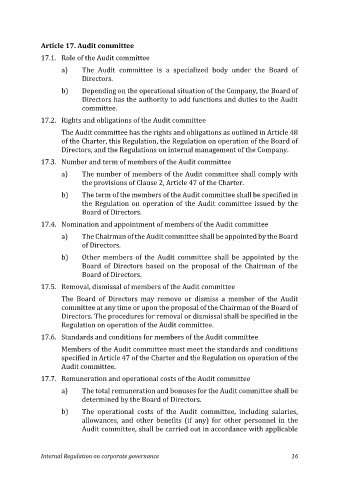 Article 17. Audit committee
17.1. Role of the Audit committee
a) The Audit committee is a specialized body under the Board of
Directors.
b) Depending on the operational situation of the Company, the Board of
Directors has the authority to add functions and duties to the Audit
committee.
17.2. Rights and obligations of the Audit committee
The Audit committee has the rights and obligations as outlined in Article 48
of the Charter, this Regulation, the Regulation on operation of the Board of
Directors, and the Regulations on internal management of the Company.
17.3. Number and term of members of the Audit committee
a) The number of members of the Audit committee shall comply with
the provisions of Clause 2, Article 47 of the Charter.
b) The term of the members of the Audit committee shall be specified in
the Regulation on operation of the Audit committee issued by the
Board of Directors.
17.4. Nomination and appointment of members of the Audit committee
a) The Chairman of the Audit committee shall be appointed by the Board
of Directors.
b) Other members of the Audit committee shall be appointed by the
Board of Directors based on the proposal of the Chairman of the
Board of Directors.
17.5. Removal, dismissal of members of the Audit committee
The Board of Directors may remove or dismiss a member of the Audit
committee at any time or upon the proposal of the Chairman of the Board of
Directors. The procedures for removal or dismissal shall be specified in the
Regulation on operation of the Audit committee.
17.6. Standards and conditions for members of the Audit committee
Members of the Audit committee must meet the standards and conditions
specified in Article 47 of the Charter and the Regulation on operation of the
Audit committee.
17.7. Remuneration and operational costs of the Audit committee
a) The total remuneration and bonuses for the Audit committee shall be
determined by the Board of Directors.
b) The operational costs of the Audit committee, including salaries,
allowances, and other benefits (if any) for other personnel in the
Audit committee, shall be carried out in accordance with applicable
Internal Regulation on corporate governance 16